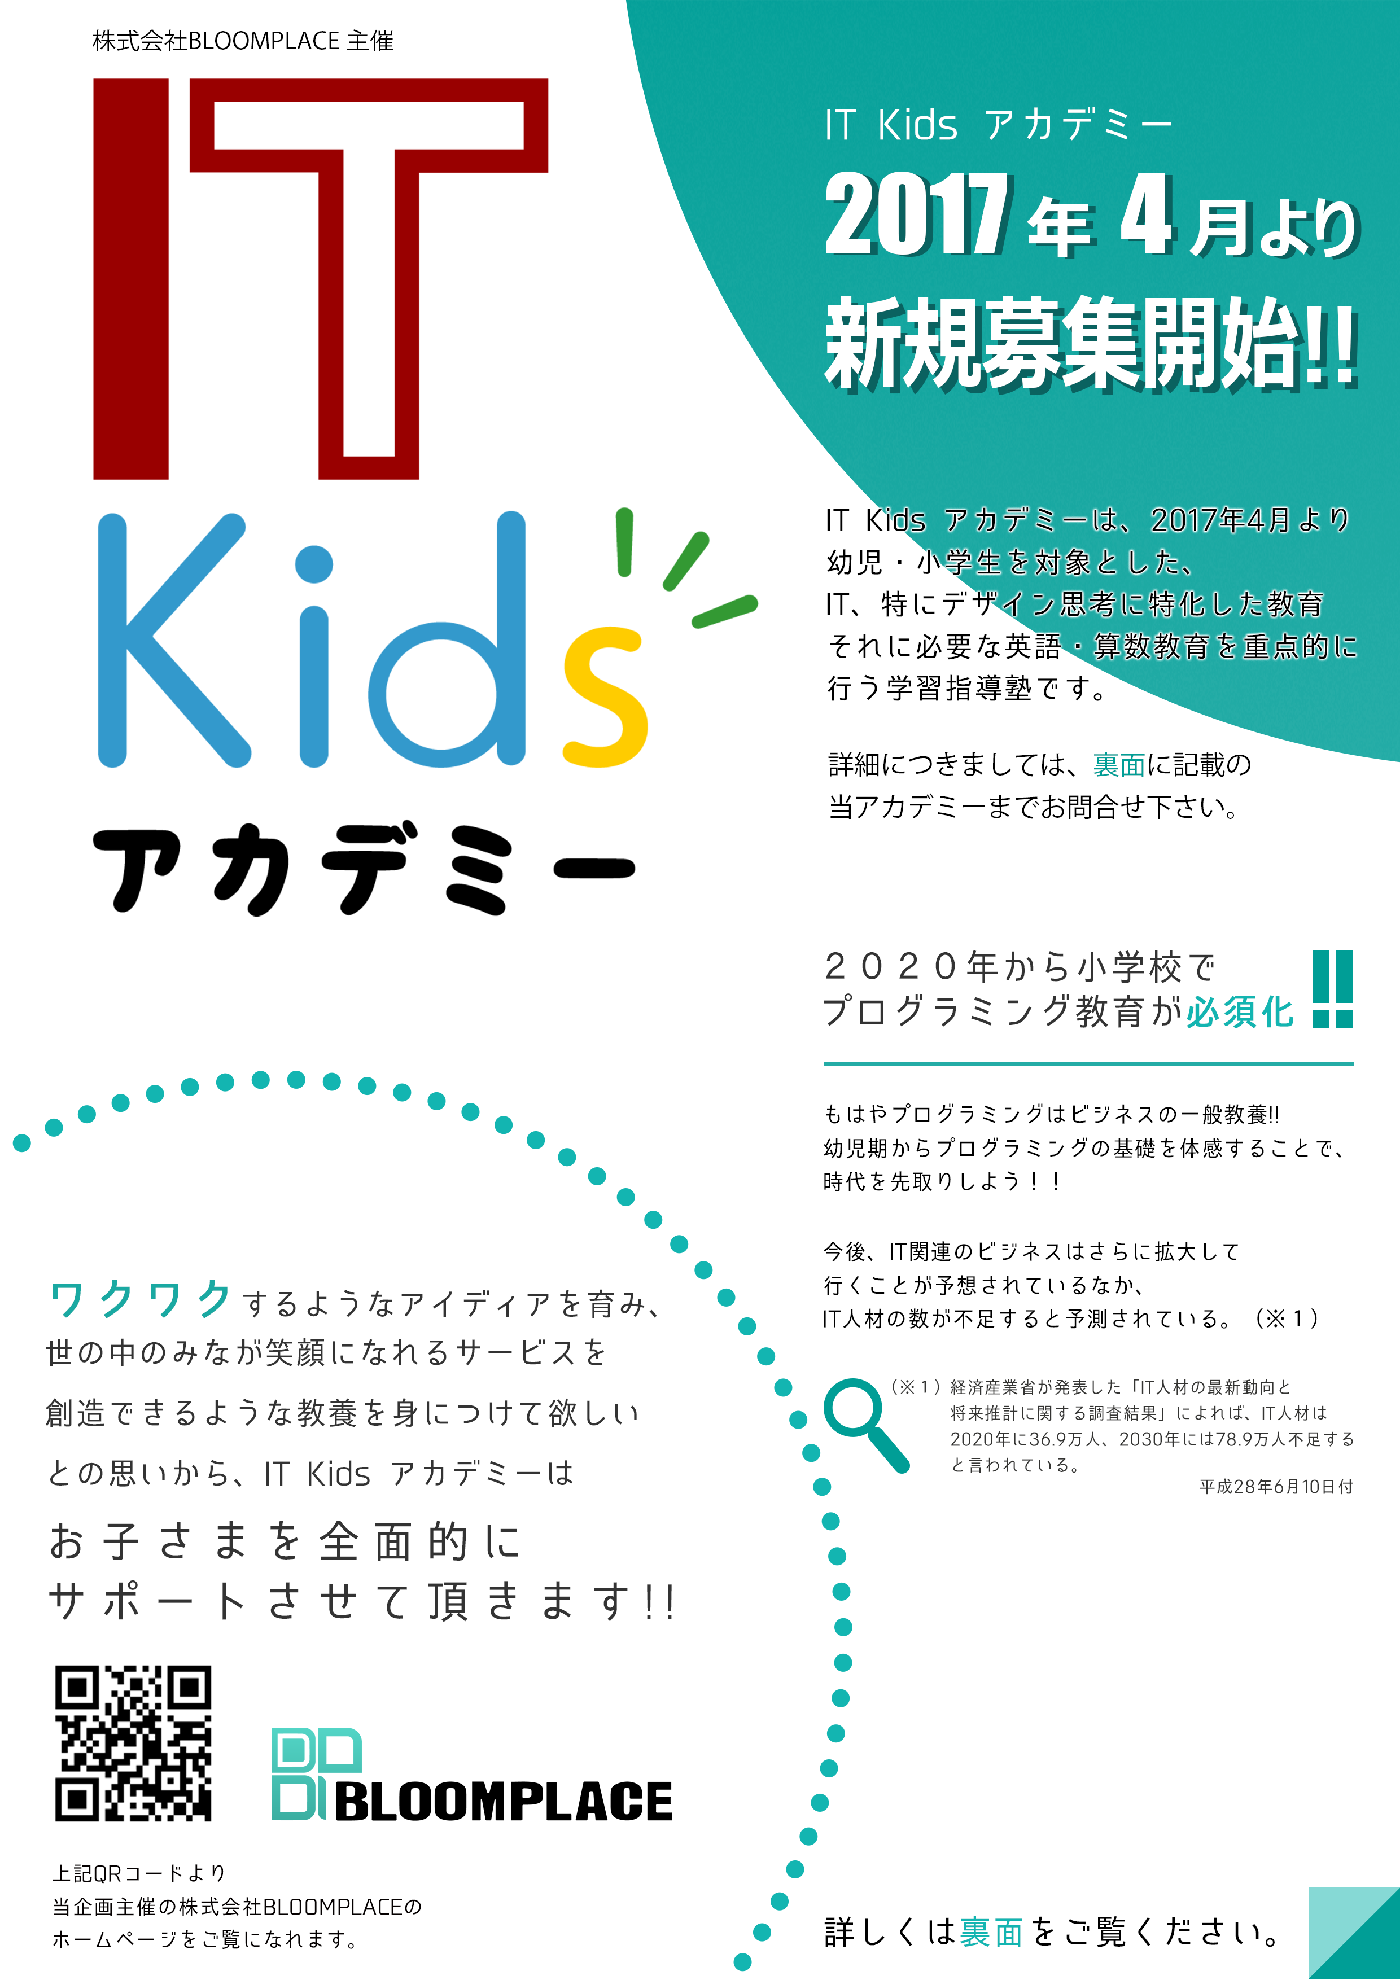 株式会社BLOOMPLACE 主催
IT
Kids
アカデミー
IT Kids アカデミー
2017年 4月より
新規募集開始!!
IT Kids アカデミーは、2017年4月より
幼児・小学生を対象とした、
IT、特にデザイン思考に特化した教育
それに必要な英語・算数教育を重点的に
行う学習指導塾です。
詳細につきましては、裏面に記載の
当アカデミーまでお問合せ下さい。
２０２０年から小学校で
プログラミング教育が必須化!!
もはやプログラミングはビジネスの一般教養!!
幼児期からプログラミングの基礎を体感することで、
時代を先取りしよう！！
今後、IT関連のビジネスはさらに拡大して
行くことが予想されているなか、
IT人材の数が不足すると予測されている。（※１）
（※１）経済産業省が発表した「IT人材の最新動向と
将来推計に関する調査結果」によれば、IT人材は
2020年に36.9万人、2030年には78.9万人不足する
と言われている。
平成28年6月10日付
ワクワクするようなアイディアを育み、
世の中のみなが笑顔になれるサービスを
創造できるような教養を身につけて欲しい
との思いから、IT Kids アカデミーは
お子さまを全面的に
サポートさせて頂きます!!
BLOOMPLACE
上記QRコードより
当企画主催の株式会社BLOOMPLACEの
ホームページをご覧になれます。
詳しくは裏面をご覧ください。